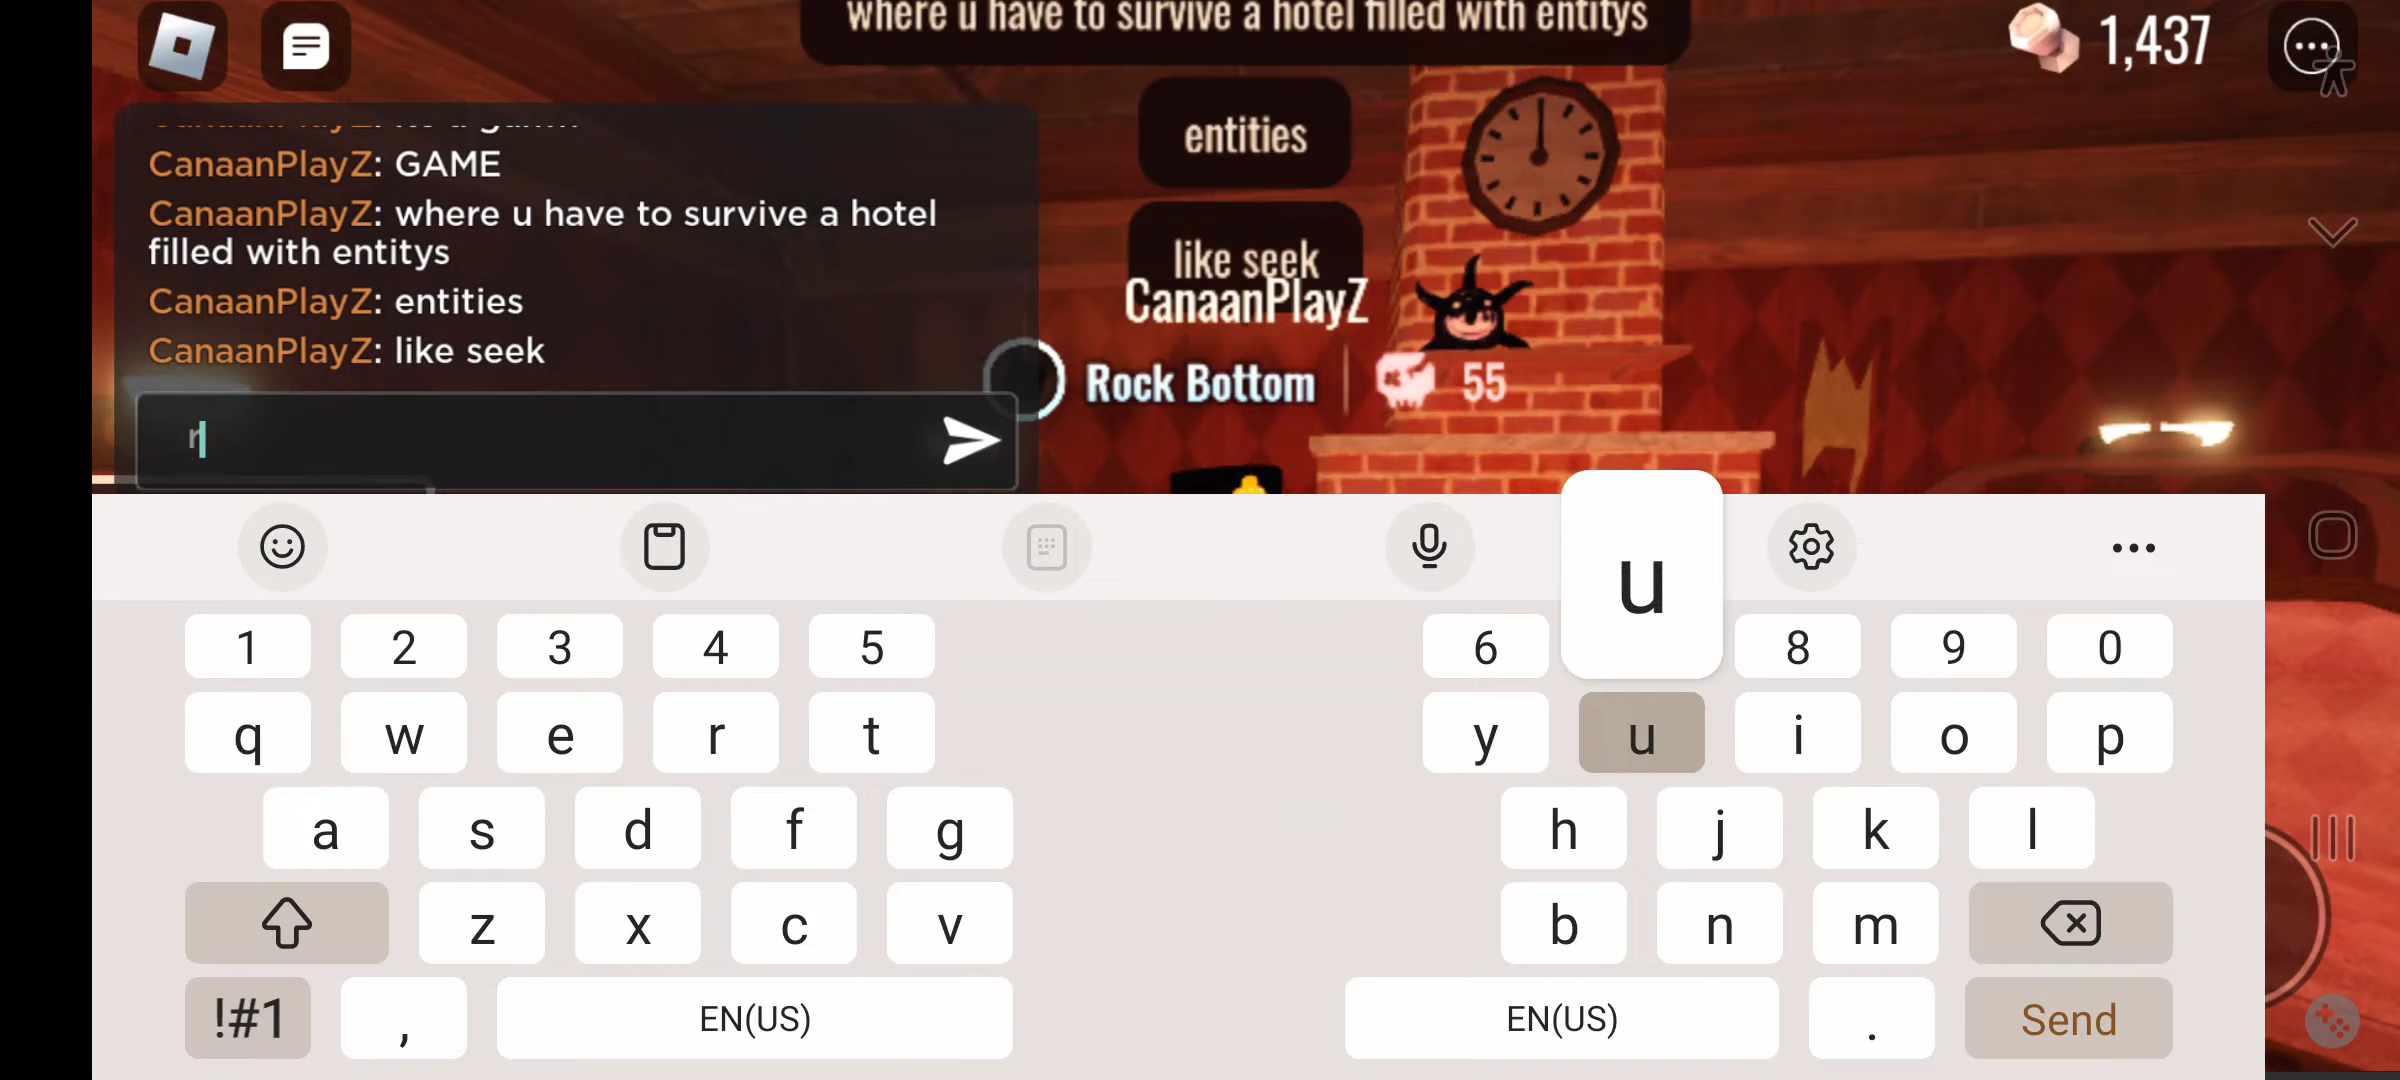 where u have to survive a hotel filled with entitys
1,437
entities
like seek
CanaanPlayZ
Rock Bottom
55
CanaanPlayZ: GAME
CanaanPlayZ: where u have to survive a hotel
filled with entitys
CanaanPlayZ: entities
CanaanPlayZ: like seek
r
u
1 2 3 4 5 6 8 9 0
q w e r t y u i o p
a s d f g h j k l
z x c v b n m
!#1 , EN(US) EN(US) . Send